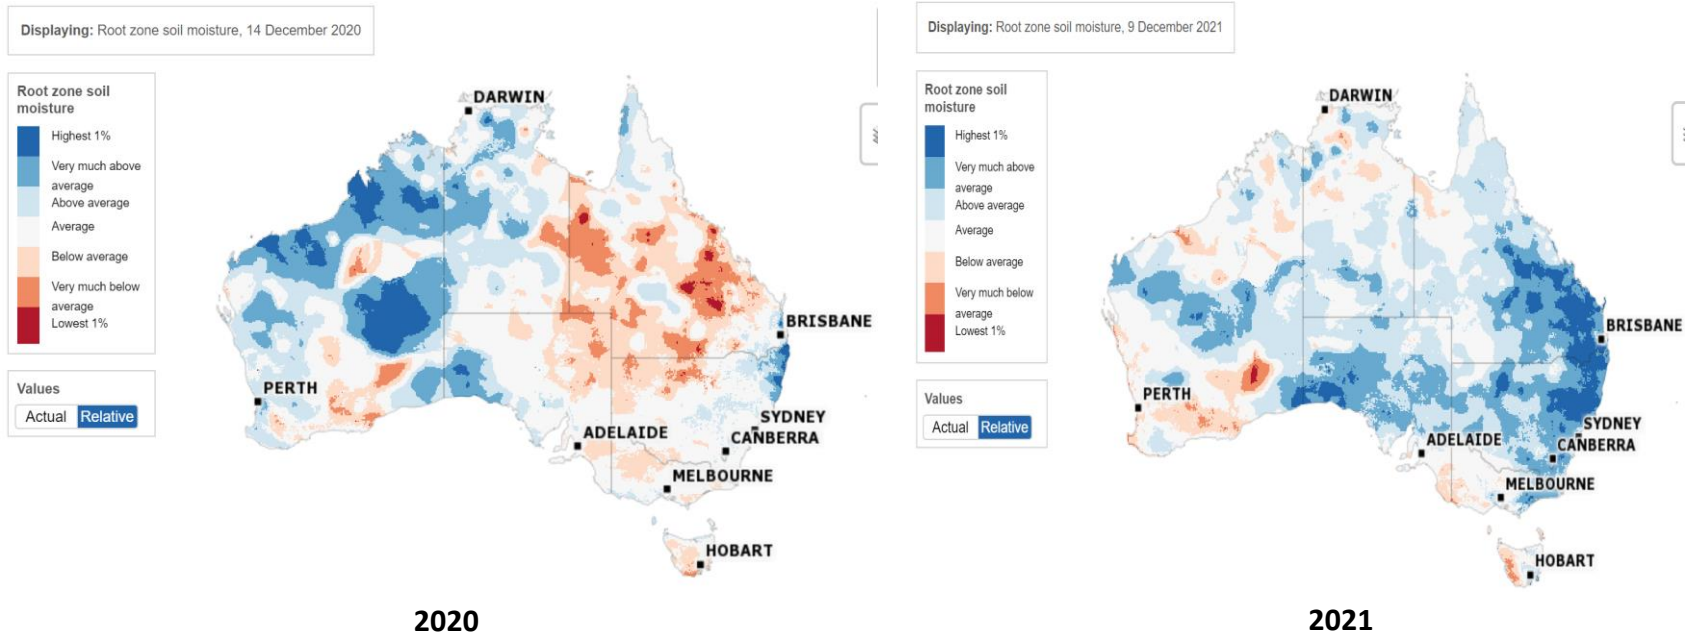 Displaying: Root zone soil moisture, 14 December 2020
Root zone soil
moisture
Highest 1%
Very much above
average
Above average
Average
Below average
Very much below
average
Lowest 1%
Values
Actual Relative
DARWIN
BRISBANE
PERTH
SYDNEY
ADELAIDE
CANBERRA
MELBOURNE
HOBART
2020
Displaying: Root zone soil moisture, 9 December 2021
Root zone soil
moisture
Highest 1%
Very much above
average
Above average
Average
Below average
Very much below
average
Lowest 1%
Values
Actual Relative
DARWIN
BRISBANE
PERTH
SYDNEY
ADELAIDE
CANBERRA
MELBOURNE
HOBART
2021